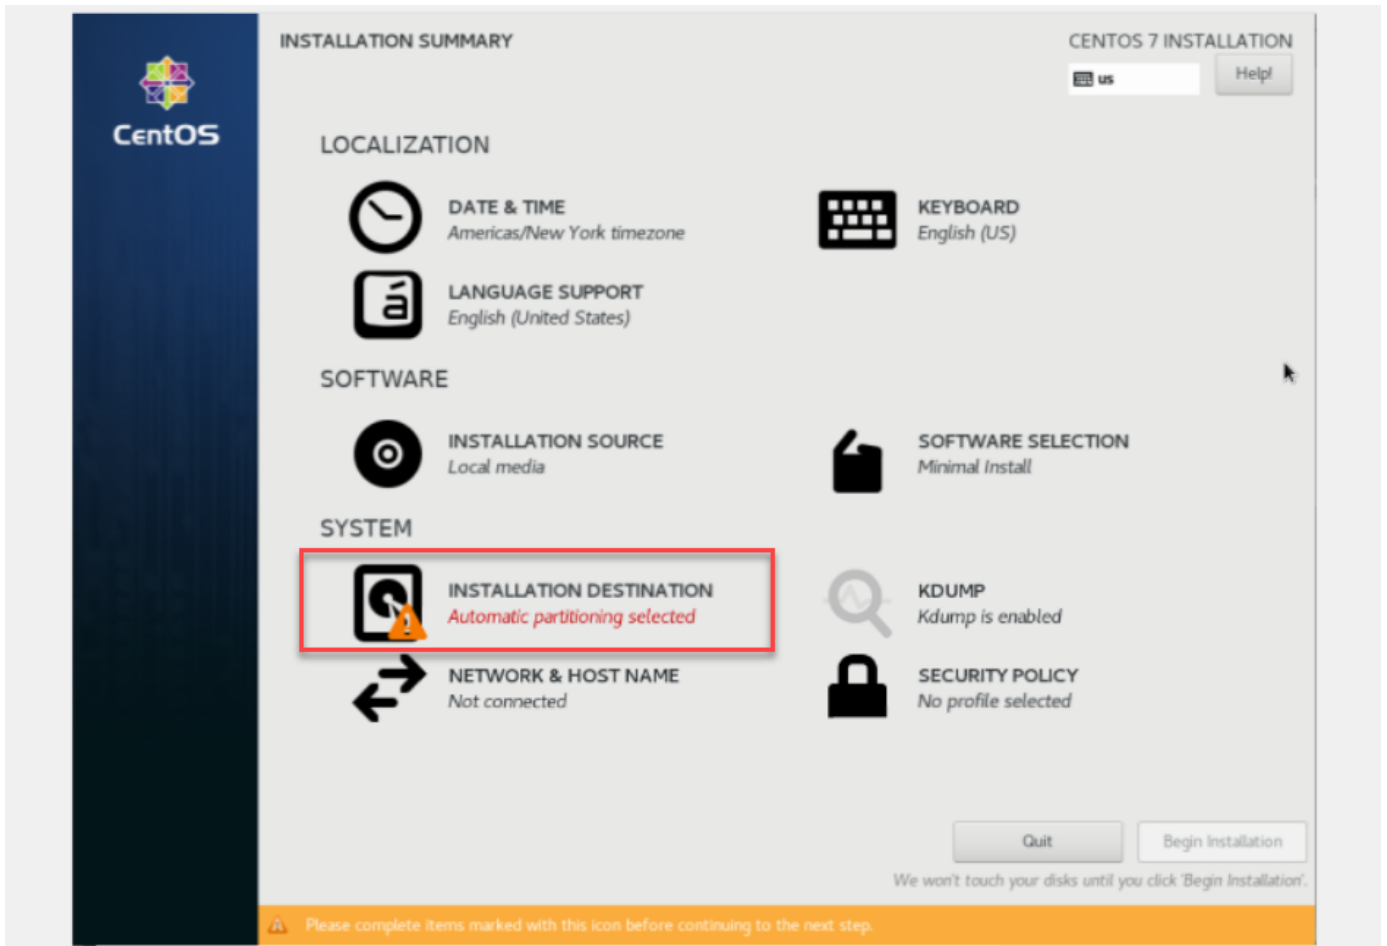 INSTALLATION SUMMARY
CENTOS 7 INSTALLATION
us
Help!
CentOS
LOCALIZATION
DATE & TIME
Americas/New York timezone
KEYBOARD
English (US)
á
LANGUAGE SUPPORT
English (United States)
SOFTWARE
INSTALLATION SOURCE
Local media
SOFTWARE SELECTION
Minimal Install
SYSTEM
INSTALLATION DESTINATION
Automatic partitioning selected
KDUMP
Kdump is enabled
NETWORK & HOST NAME
Not connected
SECURITY POLICY
No profile selected
Quit
Begin Installation
We won't touch your disks until you click 'Begin Installation'.
Please complete items marked with this icon before continuing to the next step.